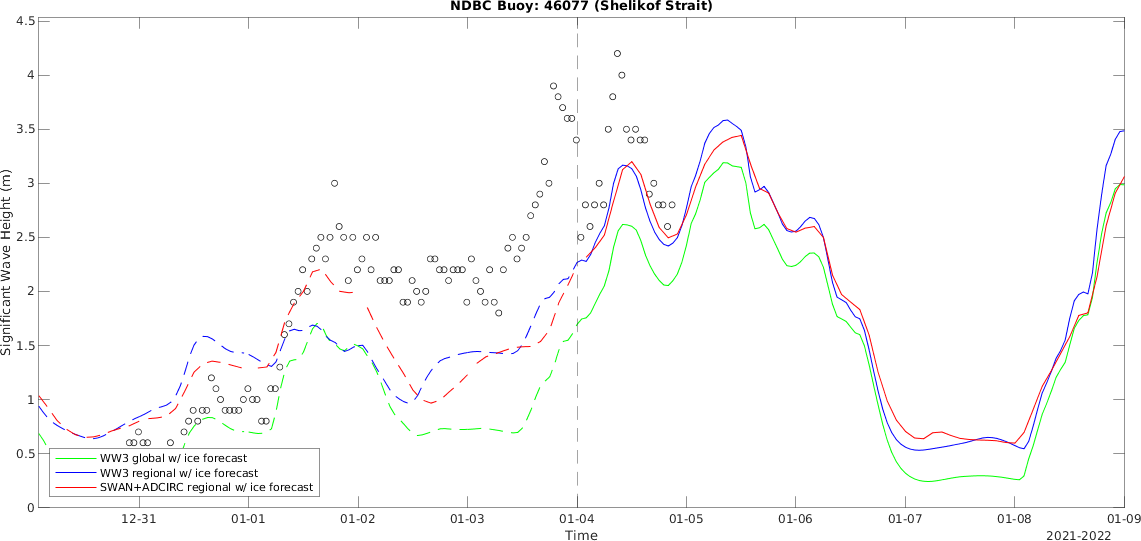 NDBC Buoy: 46077 (Shelikof Strait)
4.5
4
3.5
3
2.5
2
1.5
1
0.5
0
Significant Wave Height (m)
WW3 global w/ ice forecast
WW3 regional w/ ice forecast
SWAN+ADCIRC regional w/ ice forecast
12-31 01-01 01-02 01-03 01-04 01-05 01-06 01-07 01-08 01-09
Time
2021-2022